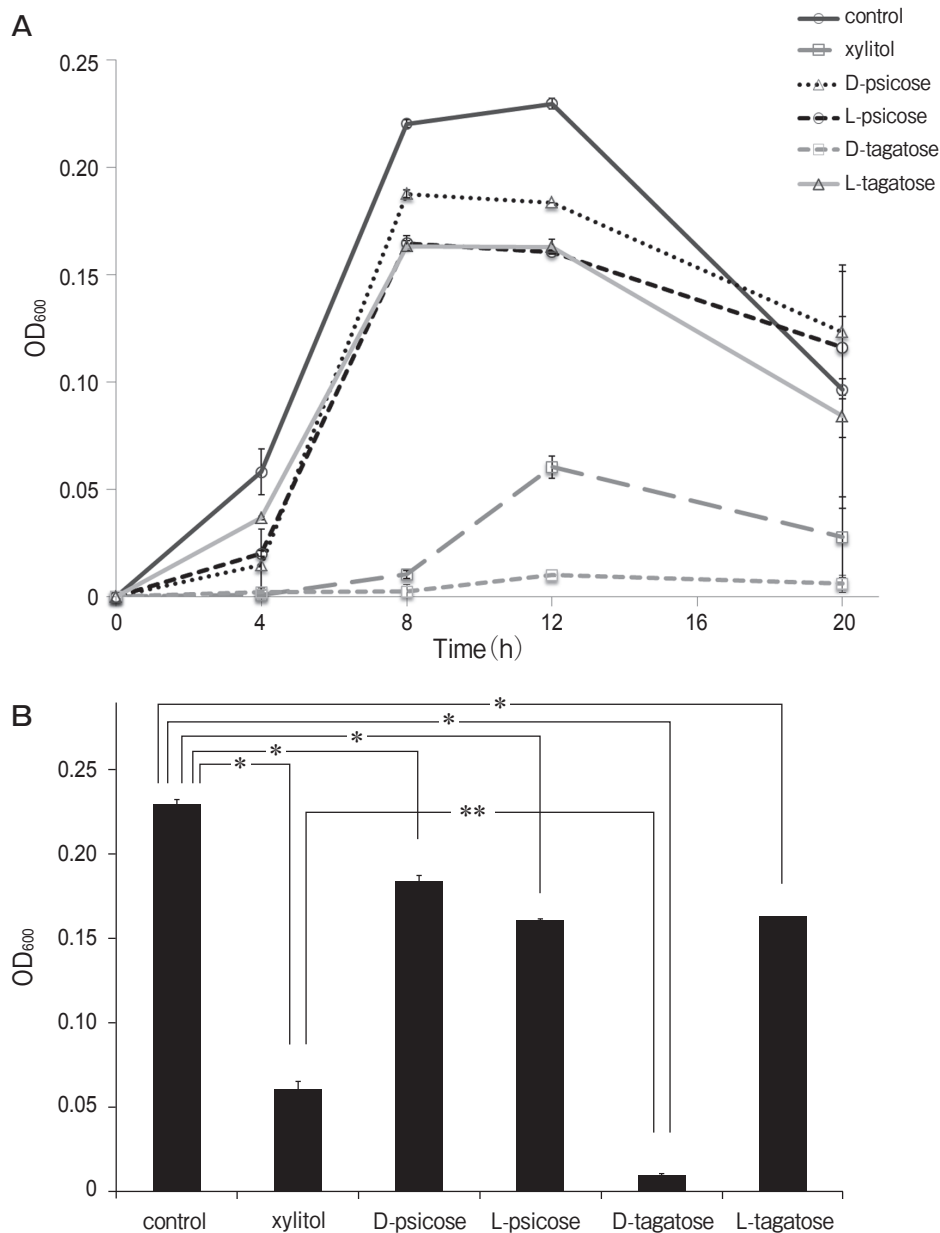 A
control
xylitol
D-psicose
L-psicose
D-tagatose
L-tagatose
0.25
0.20
0.15
0.10
0.05
0
OD600
0 4 8 12 16 20
Time (h)
B
*
*
*
*
*
**
0.25
0.20
0.15
0.10
0.05
0
OD600
control xylitol D-psicose L-psicose D-tagatose L-tagatose